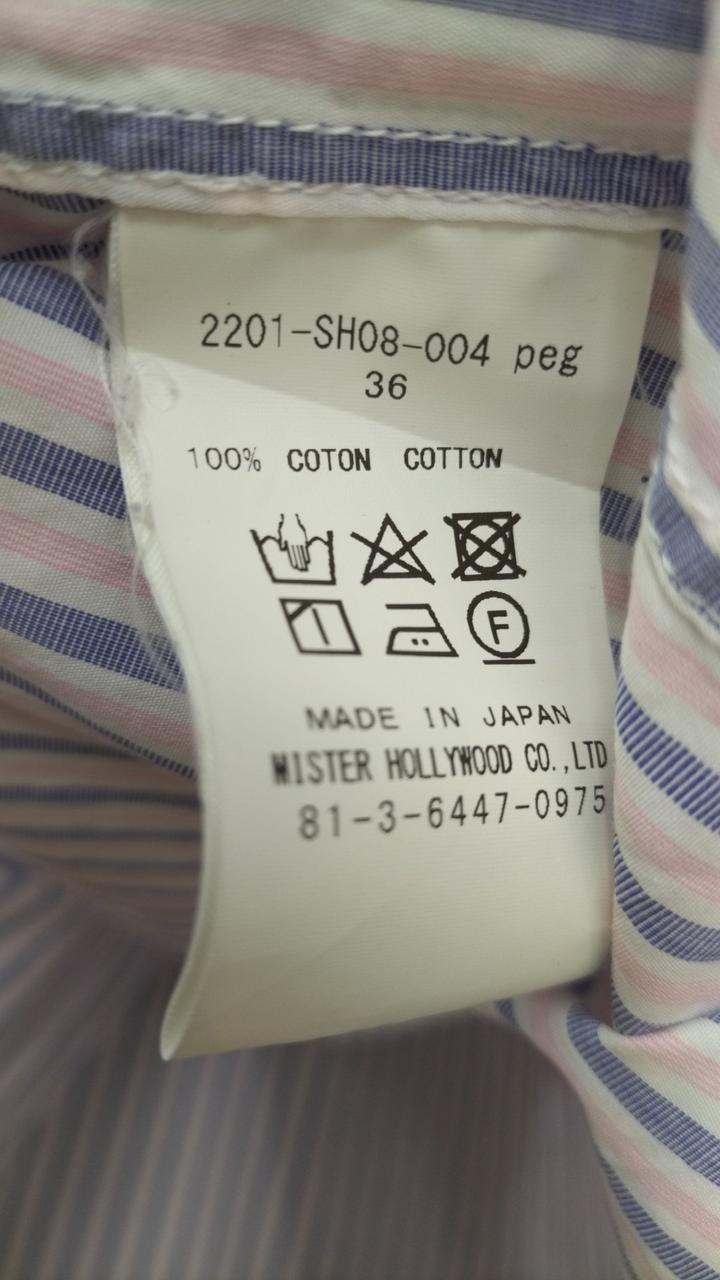 2201-SH08-004 peg
36
100% COTON COTTON
F
MADE IN JAPAN
MISTER HOLLYWOOD CO.,LTD
81-3-6447-0975